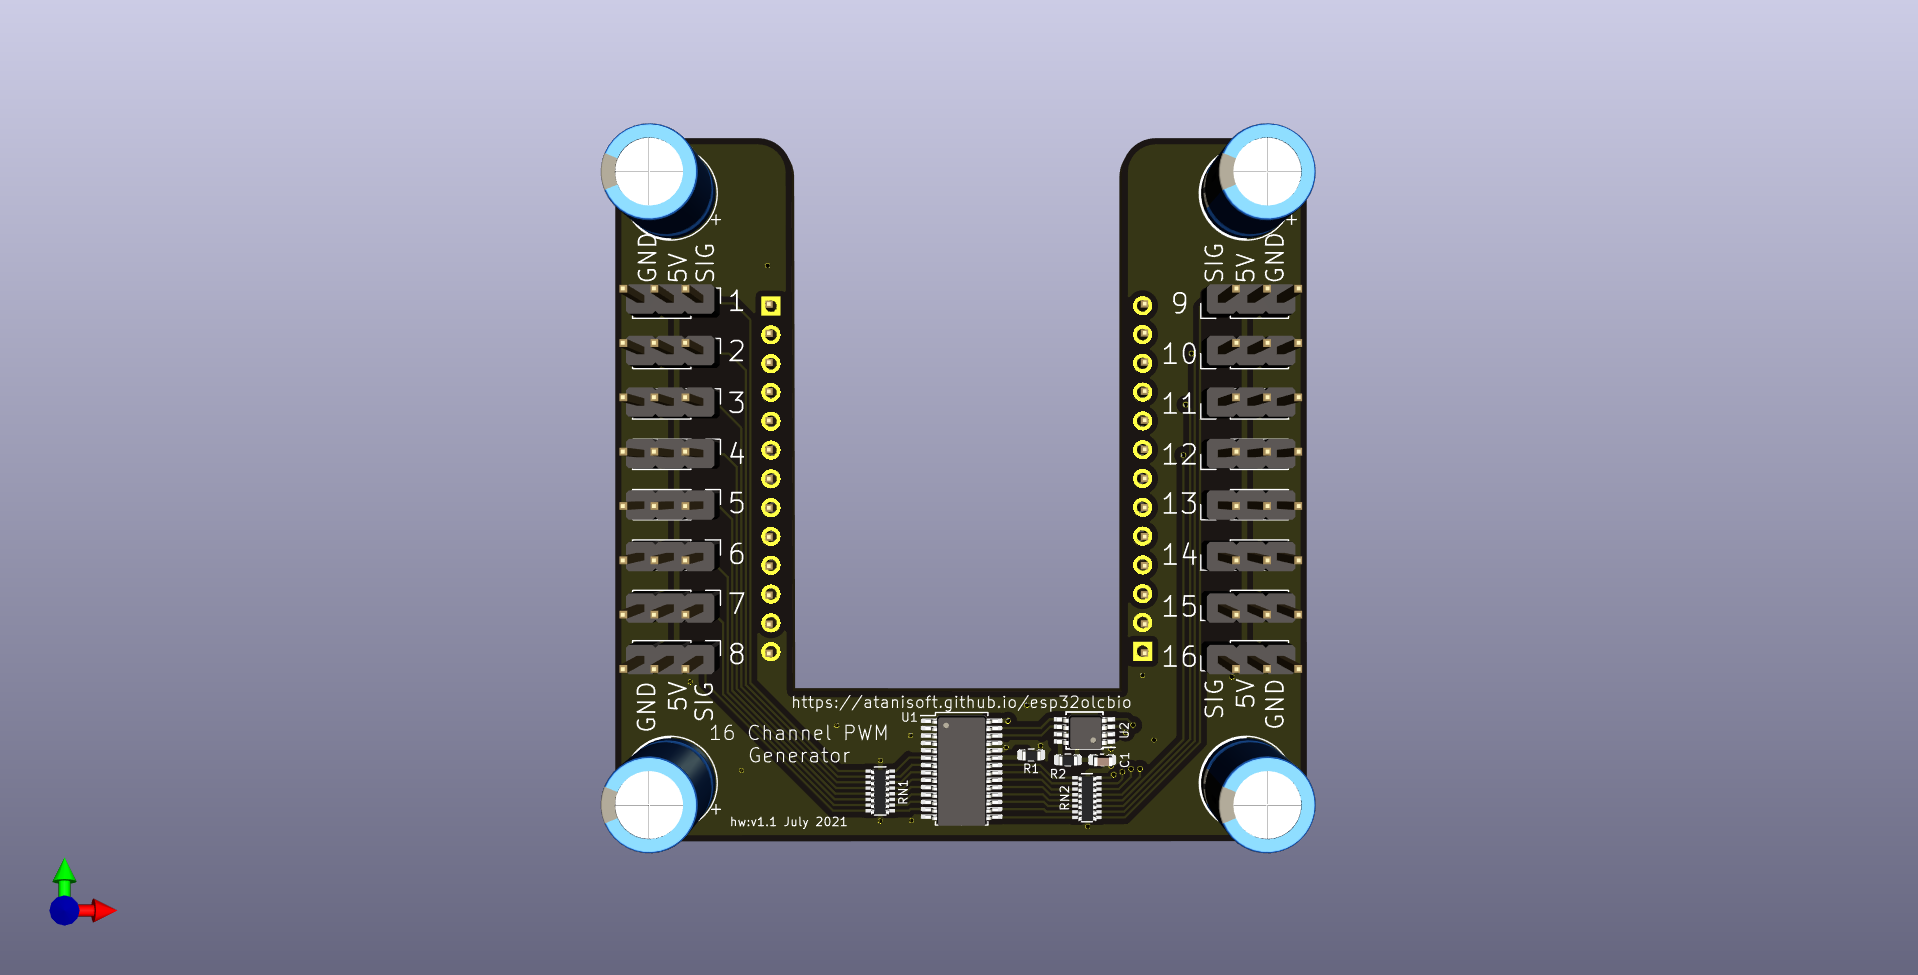 +
+
GND
5V
SIG
SIG
5V
GND
1
9
2
10
3
11
4
12
5
13
6
14
7
15
8
16
GND
5V
SIG
SIG
5V
GND
https://atanisoft.github.io/esp32olcbio
U1
U2
16 Channel PWM
Generator
R1
R2
C1
RN1
RN2
+
hw:v1.1 July 2021